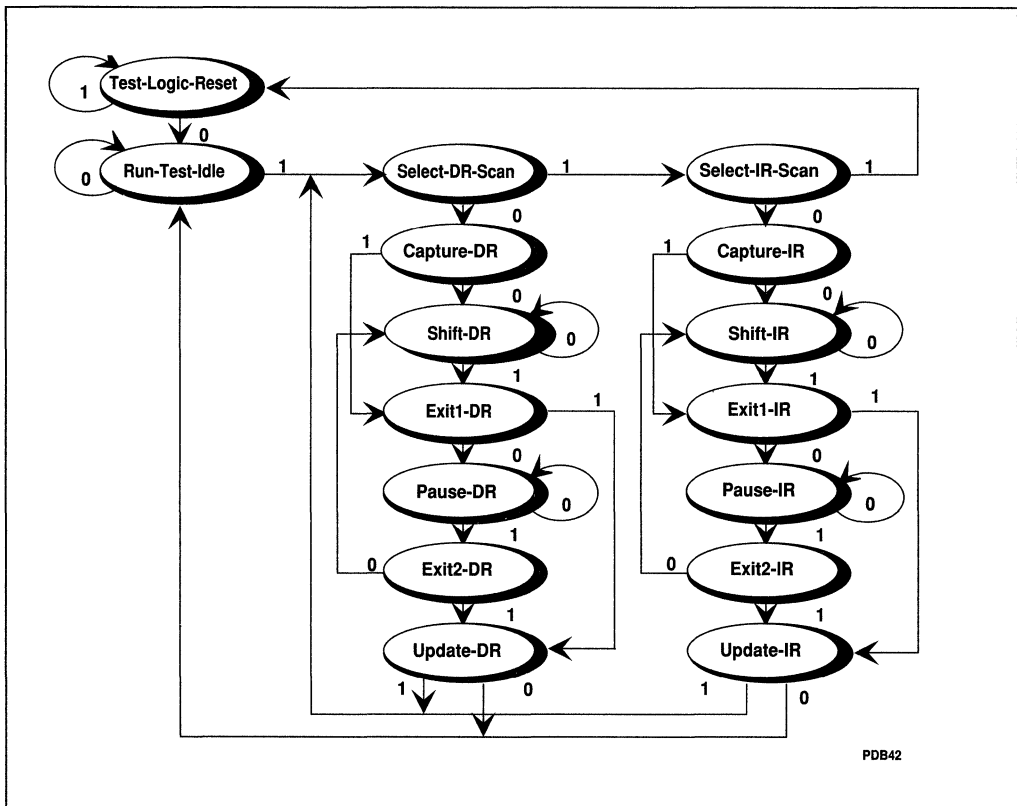 Test-Logic-Reset
1
0
Run-Test-Idle
0
1
Select-DR-Scan
1
Select-IR-Scan
1
0
0
1
Capture-DR
1
Capture-IR
0
0
Shift-DR
0
Shift-IR
0
1
1
Exit1-DR
1
Exit1-IR
1
0
0
Pause-DR
0
Pause-IR
0
1
1
0
Exit2-DR
0
Exit2-IR
1
1
Update-DR
Update-IR
1
0
1
0
PDB42